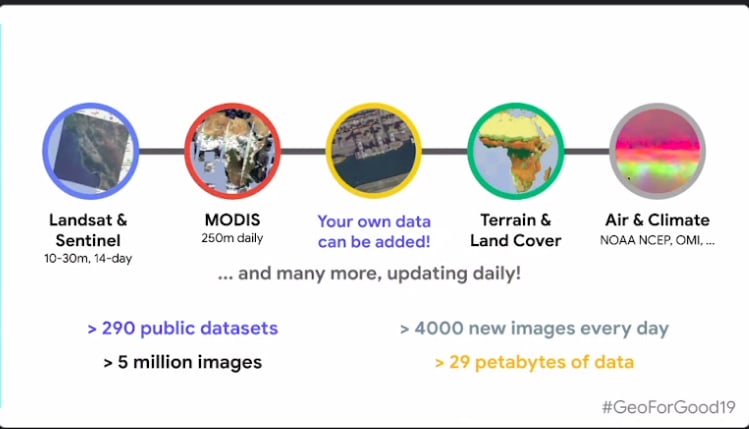 Landsat &
Sentinel
10-30m, 14-day
MODIS
250m daily
Your own data
can be added!
Terrain &
Land Cover
Air & Climate
NOAA NCEP, OMI, ...
... and many more, updating daily!
> 290 public datasets
> 4000 new images every day
> 5 million images
> 29 petabytes of data
#GeoForGood19